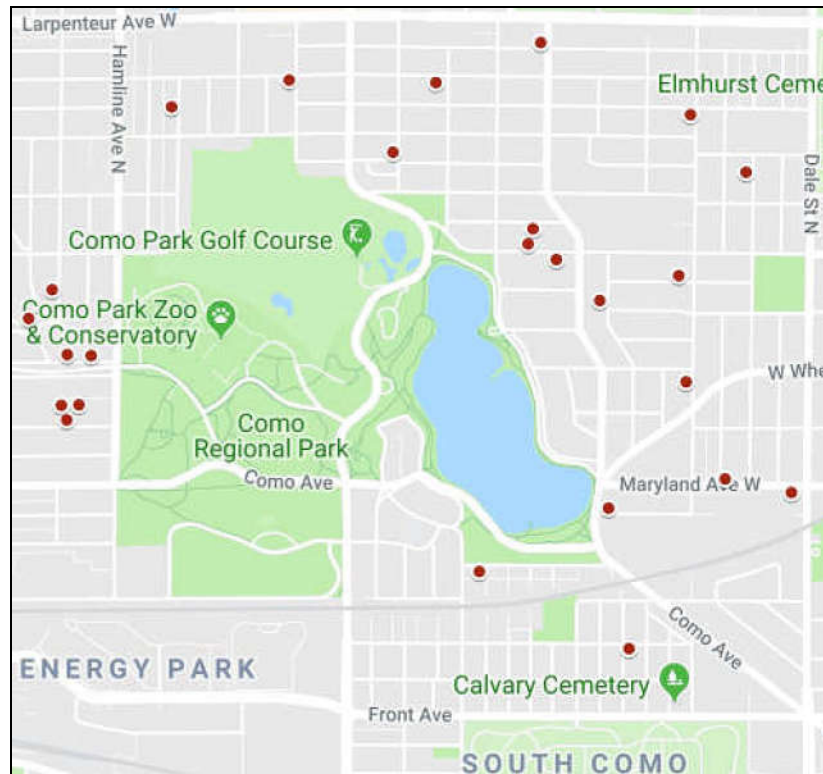 Larpenteur Ave W
Hamline Ave N
Elmhurst Ceme
Dale St N
Como Park Golf Course
Como Park Zoo
& Conservatory
W Whe
Como
Regional Park
Como Ave
Maryland Ave W
Como Ave
ENERGY PARK
Calvary Cemetery
Front Ave
SOUTH COMO